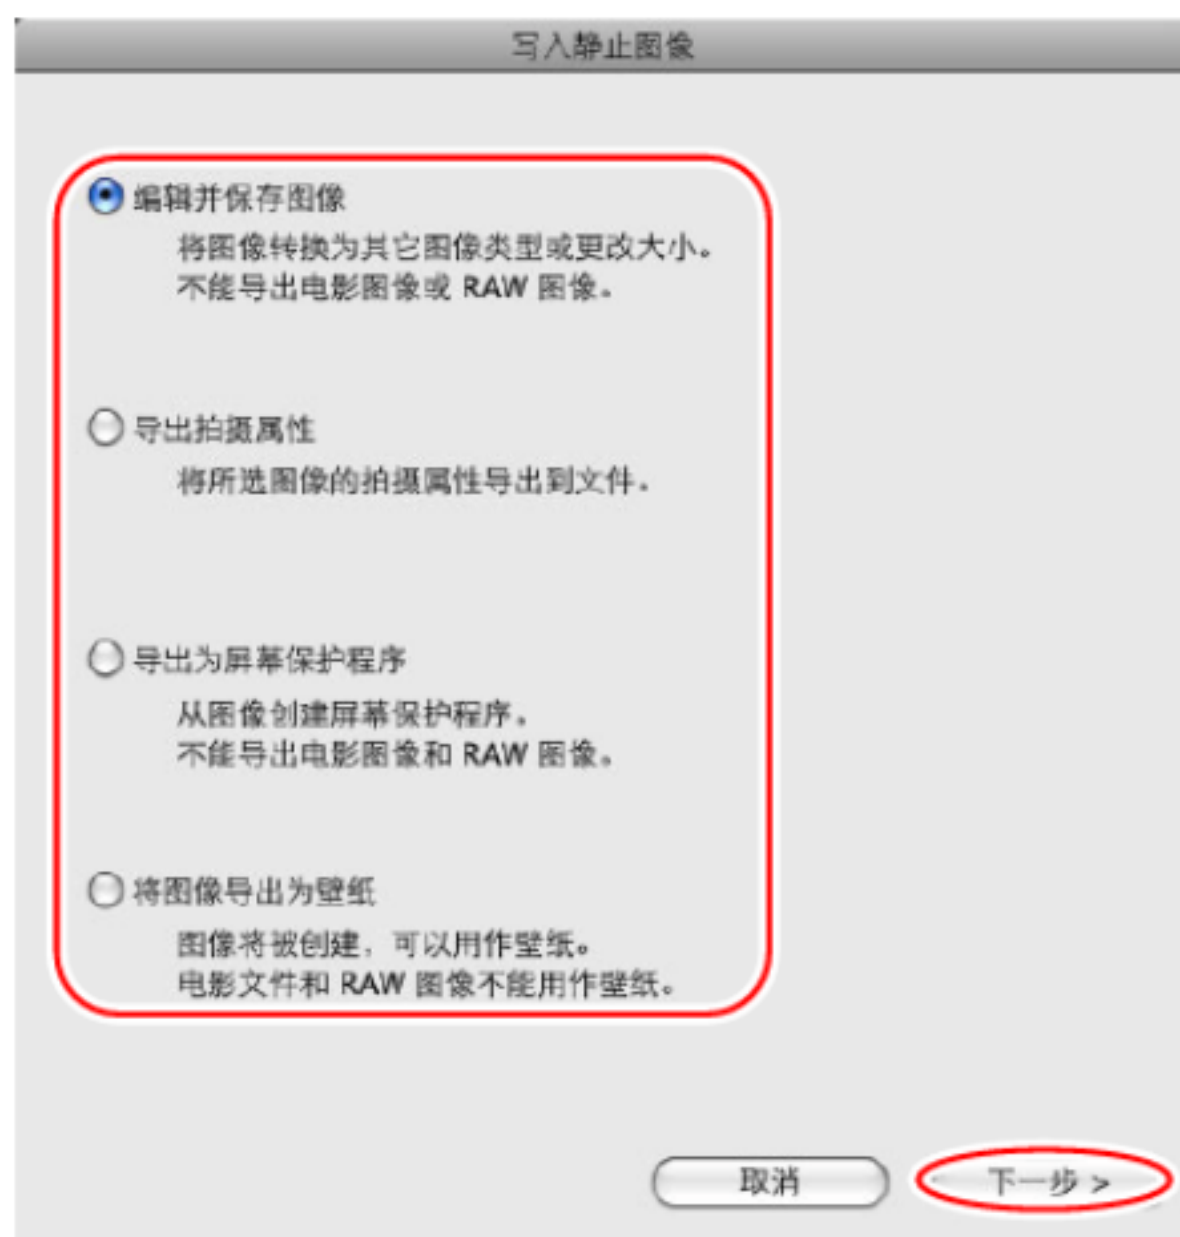 写入静止图像
编辑并保存图像
将图像转换为其它图像类型或更改大小。
不能导出电影图像或 RAW 图像。
导出拍摄属性
将所选图像的拍摄属性导出到文件。
导出为屏幕保护程序
从图像创建屏幕保护程序。
不能导出电影图像和 RAW 图像。
将图像导出为壁纸
图像将被创建，可以用作壁纸。
电影文件和 RAW 图像不能用作壁纸。
取消
下一步 >